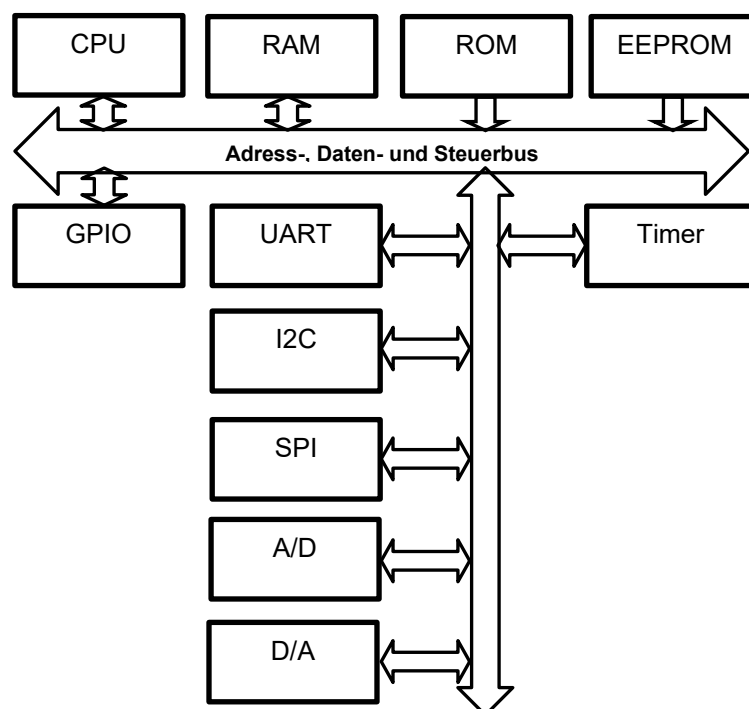 CPU
RAM
ROM
EEPROM
Adress-, Daten- und Steuerbus
GPIO
UART
Timer
I2C
SPI
A/D
D/A